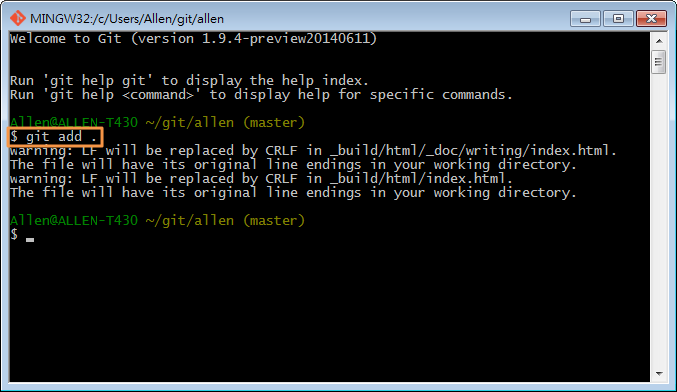 MINGW32:/c/Users/Allen/git/allen
Welcome to Git (version 1.9.4-preview20140611)
Run 'git help git' to display the help index.
Run 'git help <command>' to display help for specific commands.
Allen@ALLEN-T430 ~/git/allen (master)
$ git add .
warning: LF will be replaced by CRLF in _build/html/_doc/writing/index.html.
The file will have its original line endings in your working directory.
warning: LF will be replaced by CRLF in _build/html/index.html.
The file will have its original line endings in your working directory.
Allen@ALLEN-T430 ~/git/allen (master)
$